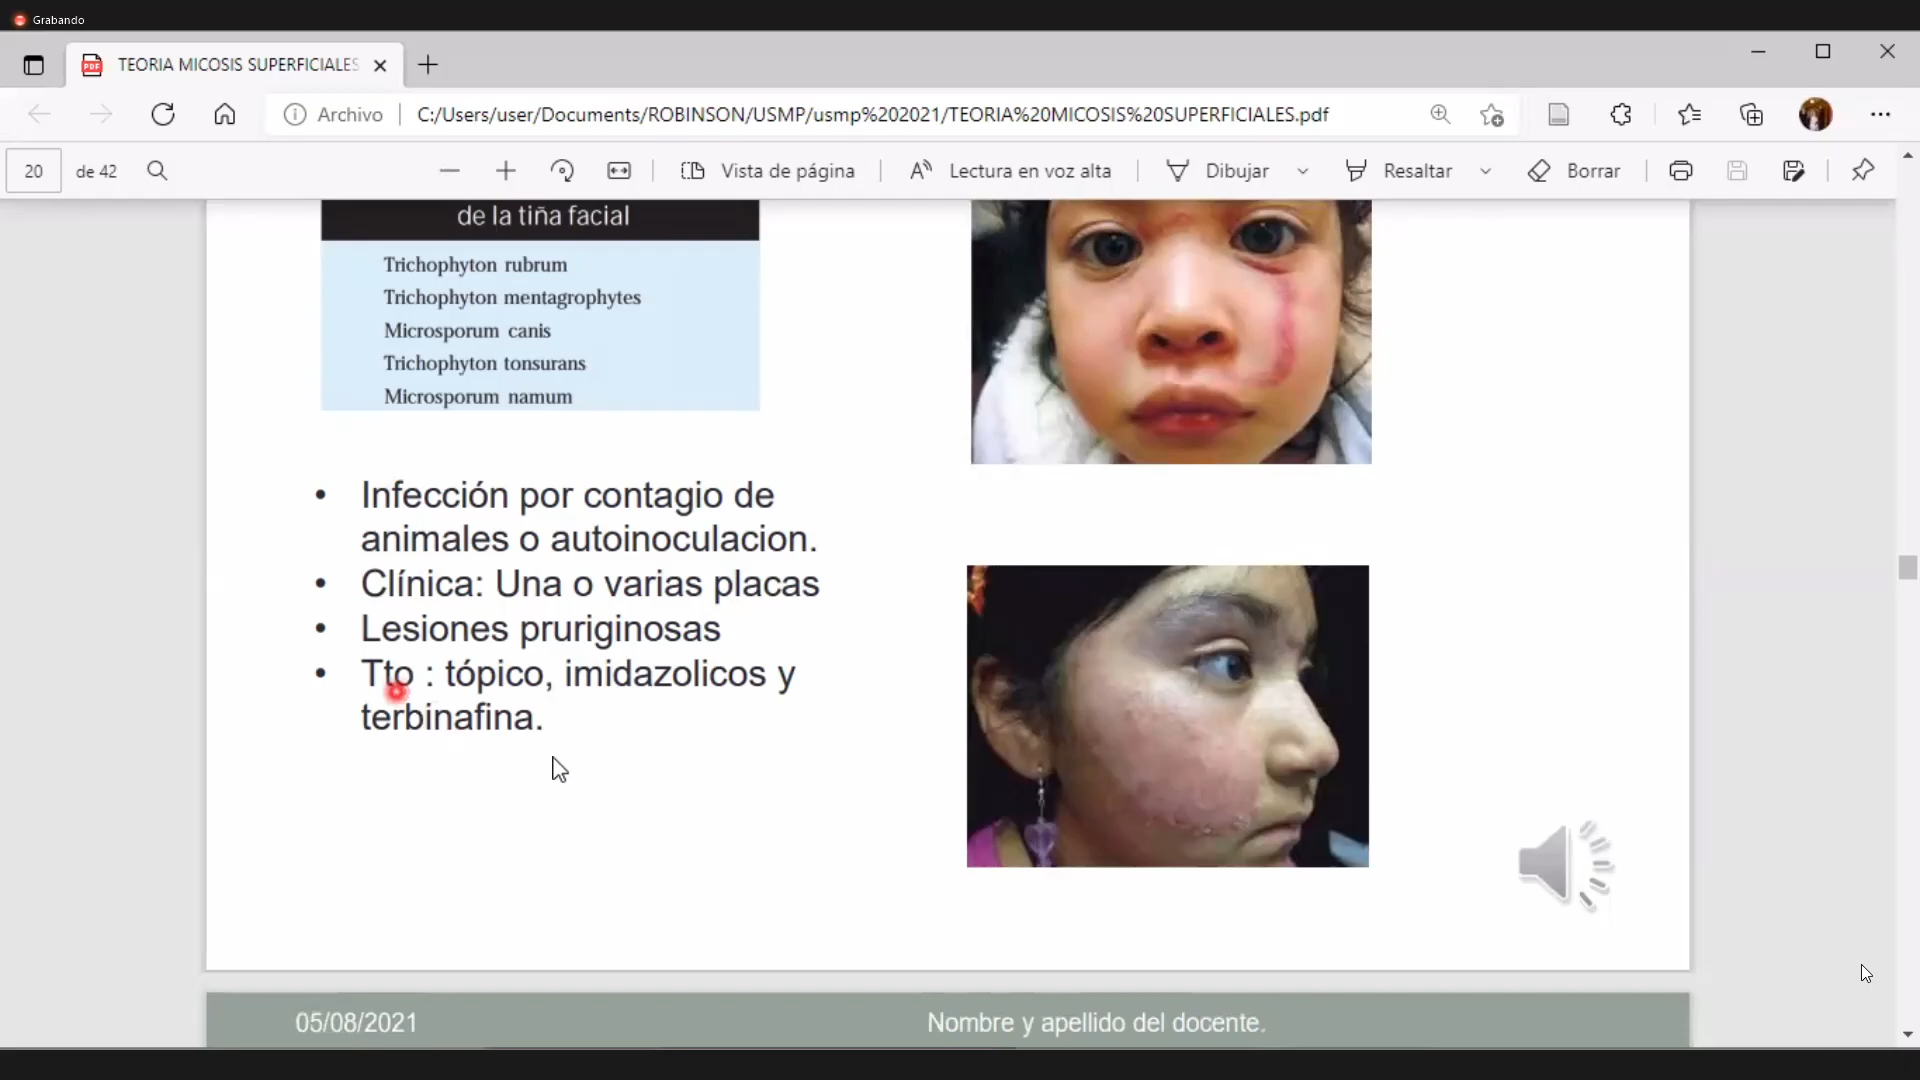 Grabando
TEORIA MICOSIS SUPERFICIALES
Archivo
C:/Users/user/Documents/ROBINSON/USMP/usmp%202021/TEORIA%20MICOSIS%20SUPERFICIALES.pdf
20 de 42
Vista de página
Lectura en voz alta
Dibujar
Resaltar
Borrar
de la tiña facial
Trichophyton rubrum
Trichophyton mentagrophytes
Microsporum canis
Trichophyton tonsurans
Microsporum namum
• Infección por contagio de
animales o autoinoculacion.
• Clínica: Una o varias placas
• Lesiones pruriginosas
• Tto : tópico, imidazolicos y
terbinafina.
05/08/2021
Nombre y apellido del docente.